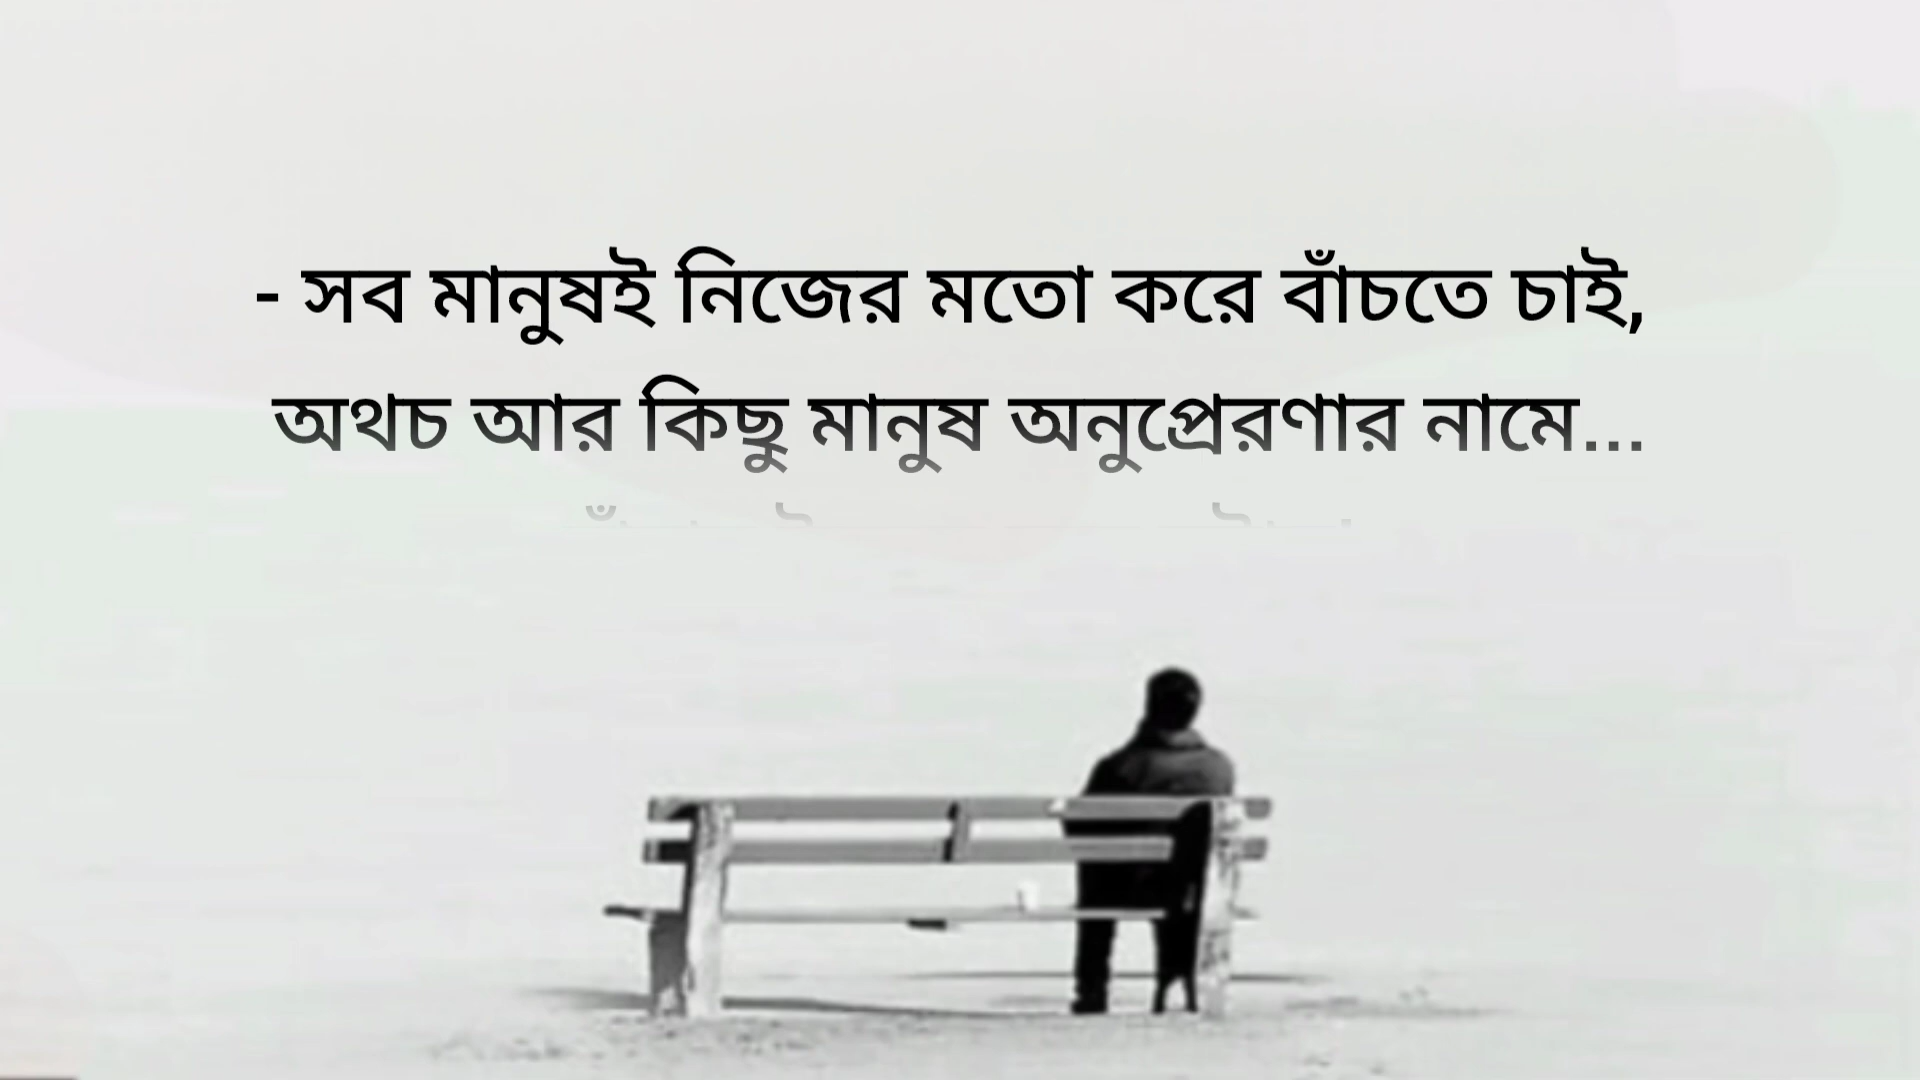 - সব মানুষই নিজের মতো করে বাঁচতে চাই,
অথচ আর কিছু মানুষ অনুপ্রেরণার নামে...